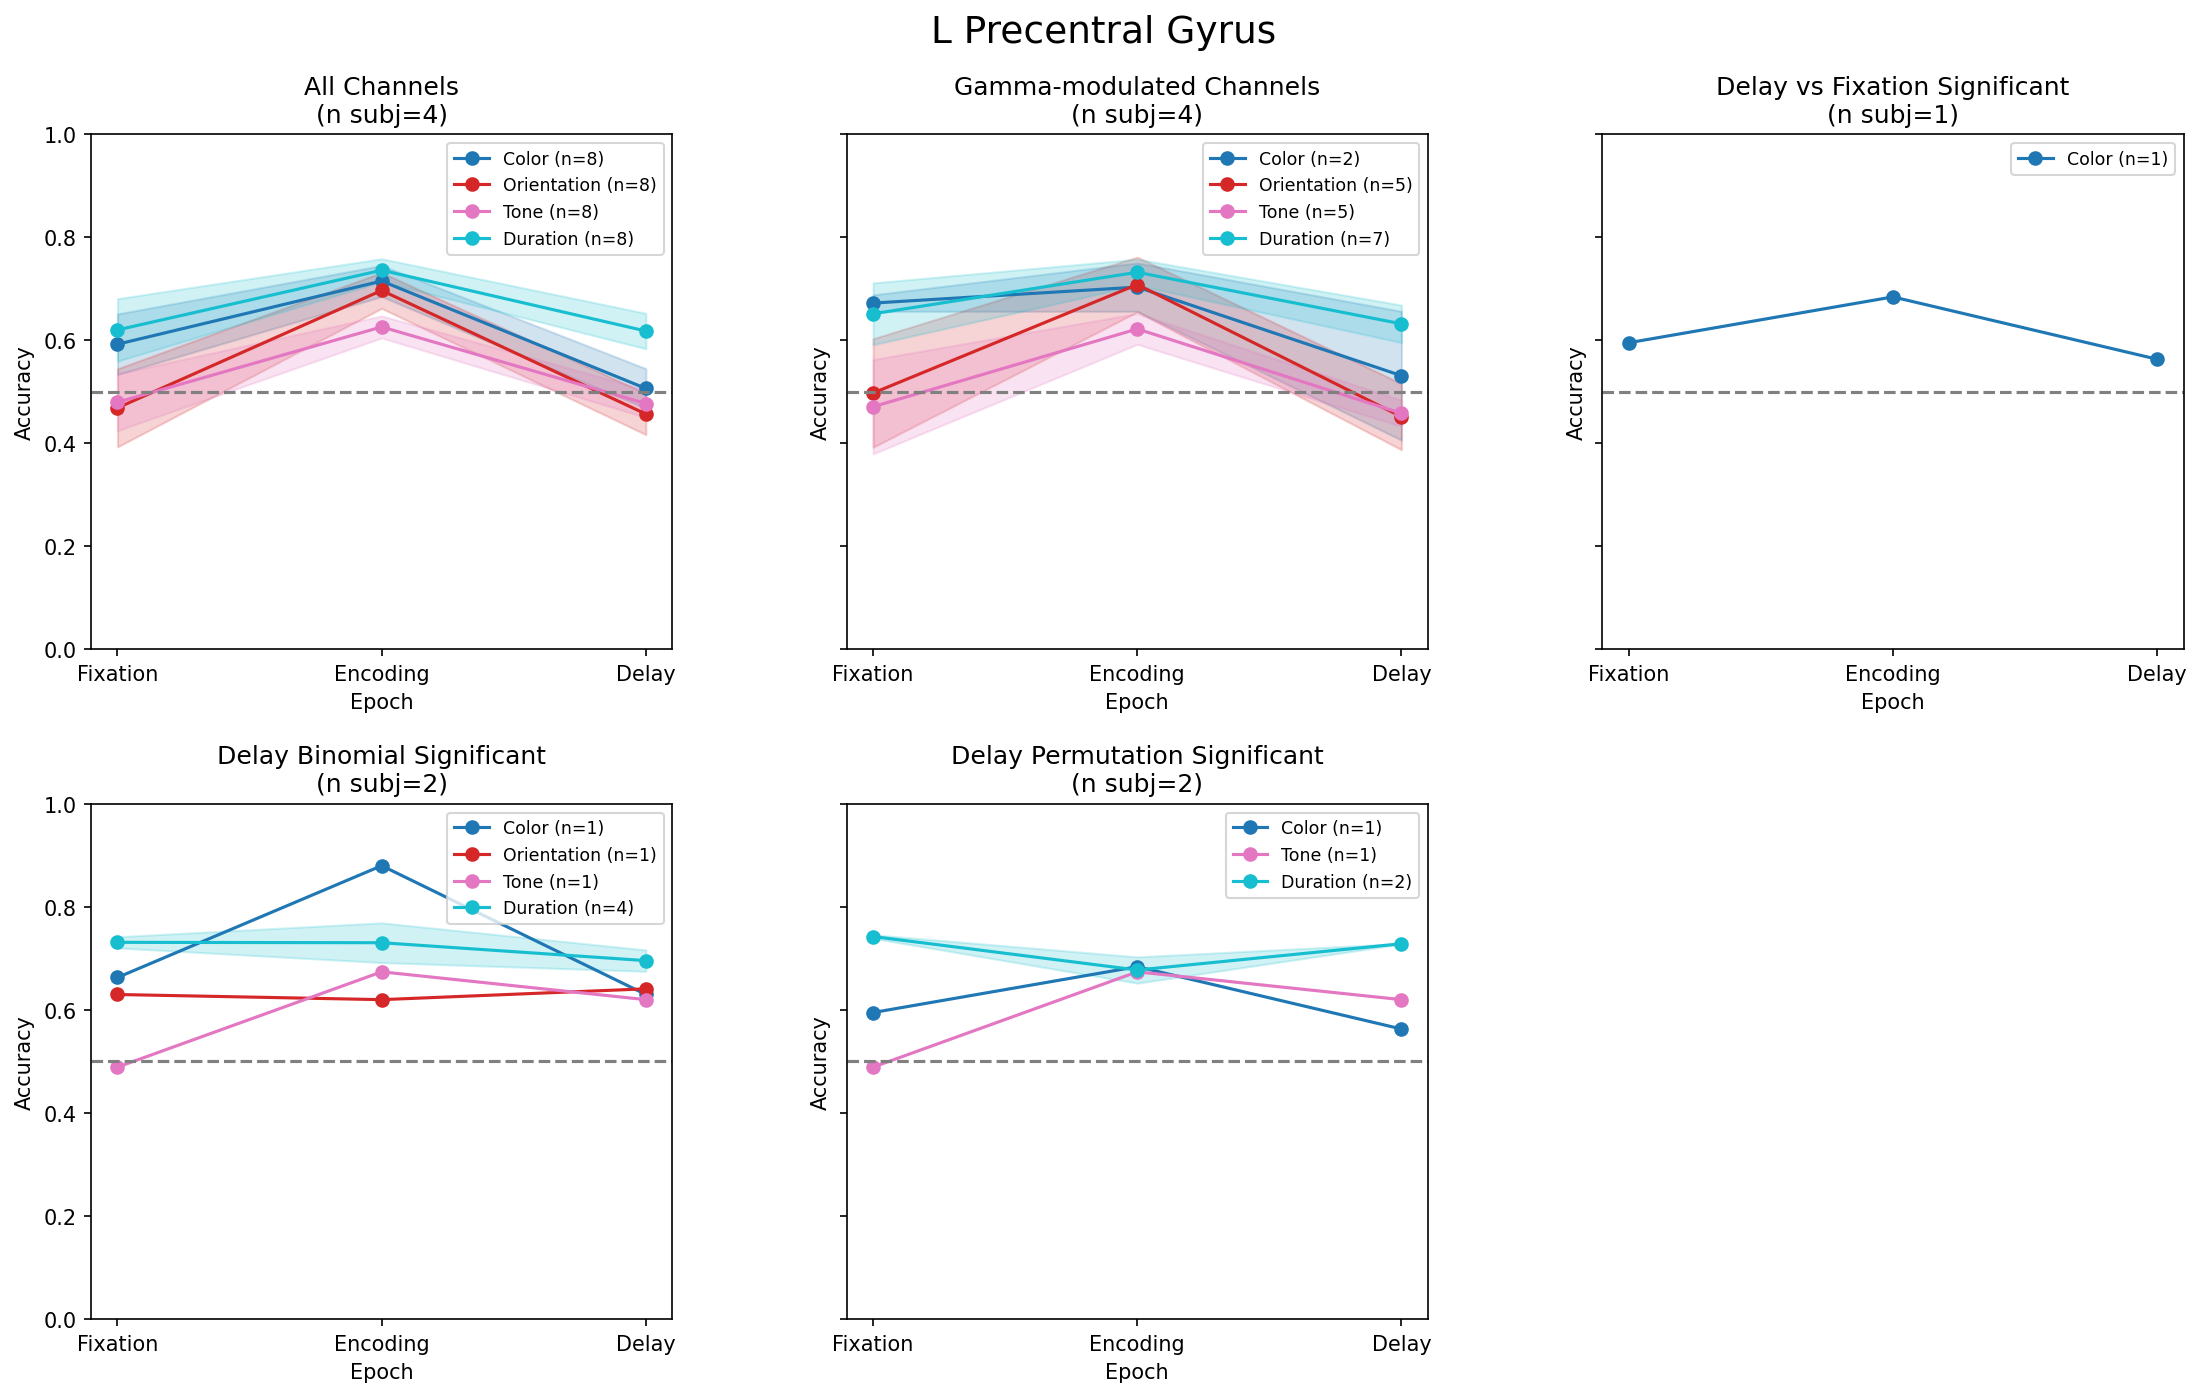 L Precentral Gyrus
All Channels
(n subj=4)
Gamma-modulated Channels
(n subj=4)
Delay vs Fixation Significant
(n subj=1)
Accuracy
1.0
0.8
0.6
0.4
0.2
0.0
Color (n=8)
Orientation (n=8)
Tone (n=8)
Duration (n=8)
Fixation
Encoding
Delay
Epoch
Accuracy
Color (n=2)
Orientation (n=5)
Tone (n=5)
Duration (n=7)
Fixation
Encoding
Delay
Epoch
Accuracy
Color (n=1)
Fixation
Encoding
Delay
Epoch
Delay Binomial Significant
(n subj=2)
Delay Permutation Significant
(n subj=2)
Accuracy
1.0
0.8
0.6
0.4
0.2
0.0
Color (n=1)
Orientation (n=1)
Tone (n=1)
Duration (n=4)
Fixation
Encoding
Delay
Epoch
Accuracy
Color (n=1)
Tone (n=1)
Duration (n=2)
Fixation
Encoding
Delay
Epoch